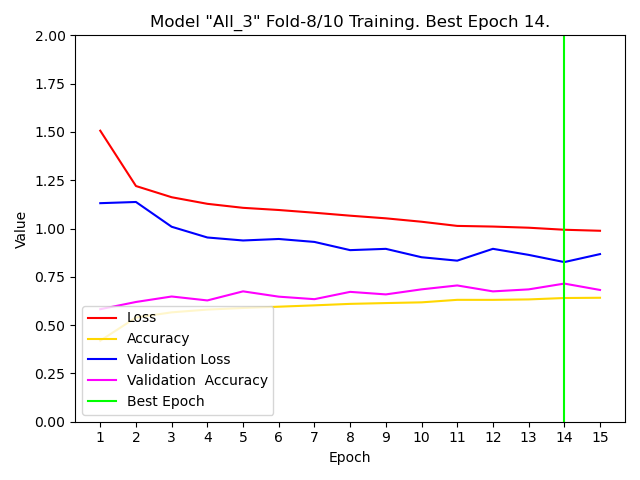 Model "All_3" Fold-8/10 Training. Best Epoch 14.
2.00
1.75
1.50
1.25
1.00
0.75
0.50
0.25
0.00
Value
Loss
Accuracy
Validation Loss
Validation  Accuracy
Best Epoch
1 2 3 4 5 6 7 8 9 10 11 12 13 14 15
Epoch